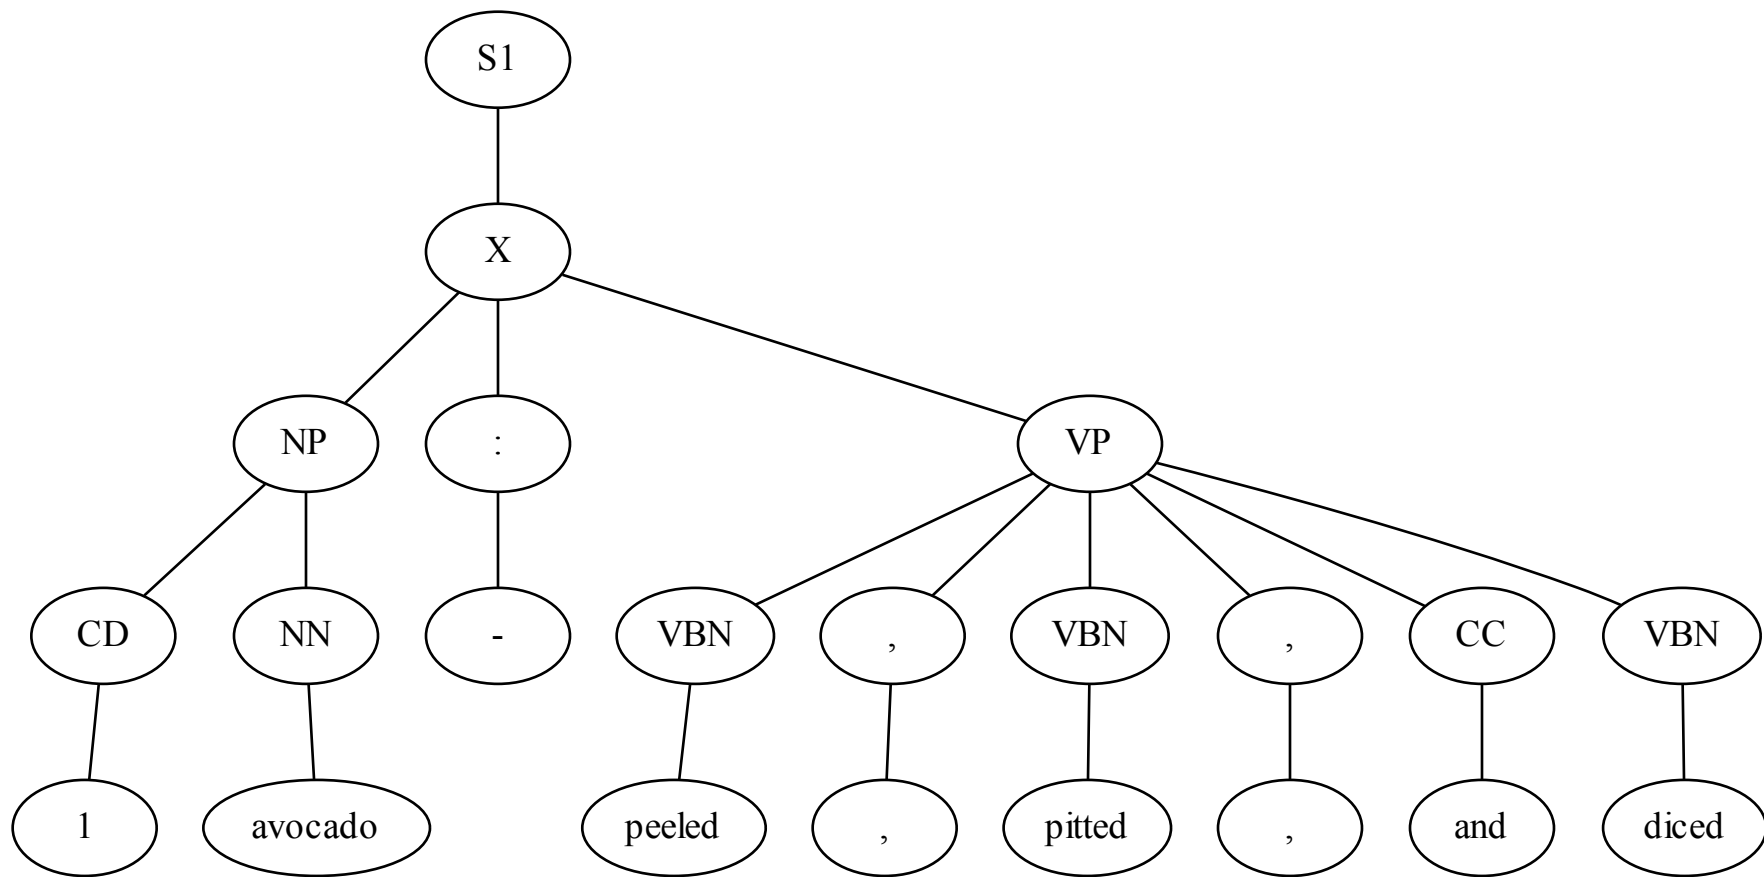 S1
X
NP : VP
CD NN - VBN , VBN , CC VBN
1 avocado peeled , pitted , and diced